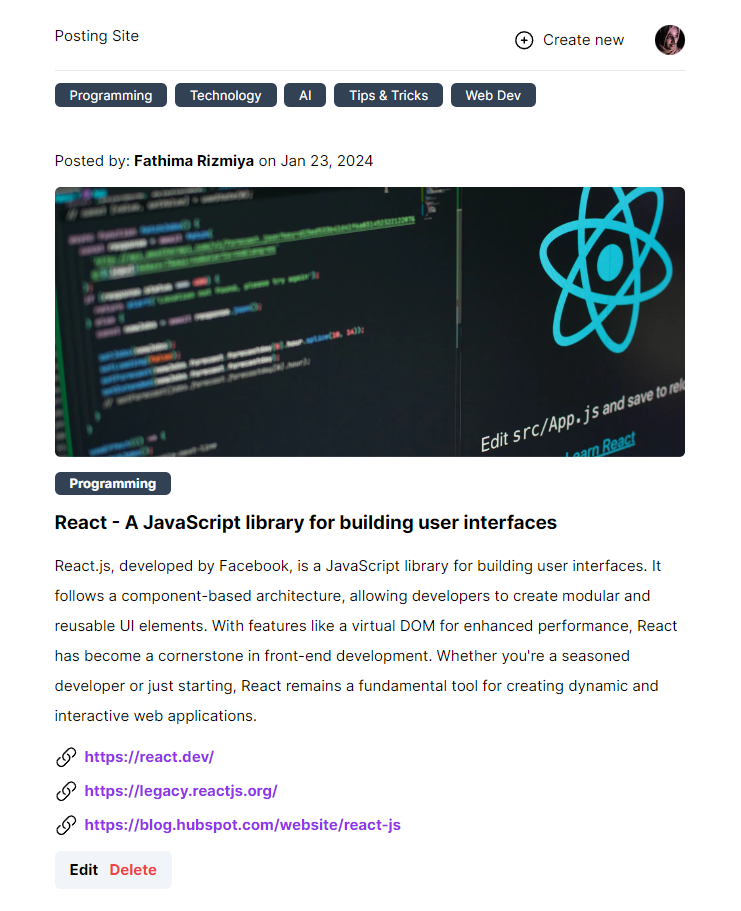 Posting Site
Create new
Programming Technology AI Tips & Tricks Web Dev
Posted by: Fathima Rizmiya on Jan 23, 2024
Edit src/App.js and save to relo
Learn React
Programming
React - A JavaScript library for building user interfaces
React.js, developed by Facebook, is a JavaScript library for building user interfaces. It
follows a component-based architecture, allowing developers to create modular and
reusable UI elements. With features like a virtual DOM for enhanced performance, React
has become a cornerstone in front-end development. Whether you're a seasoned
developer or just starting, React remains a fundamental tool for creating dynamic and
interactive web applications.
https://react.dev/
https://legacy.reactjs.org/
https://blog.hubspot.com/website/react-js
Edit Delete